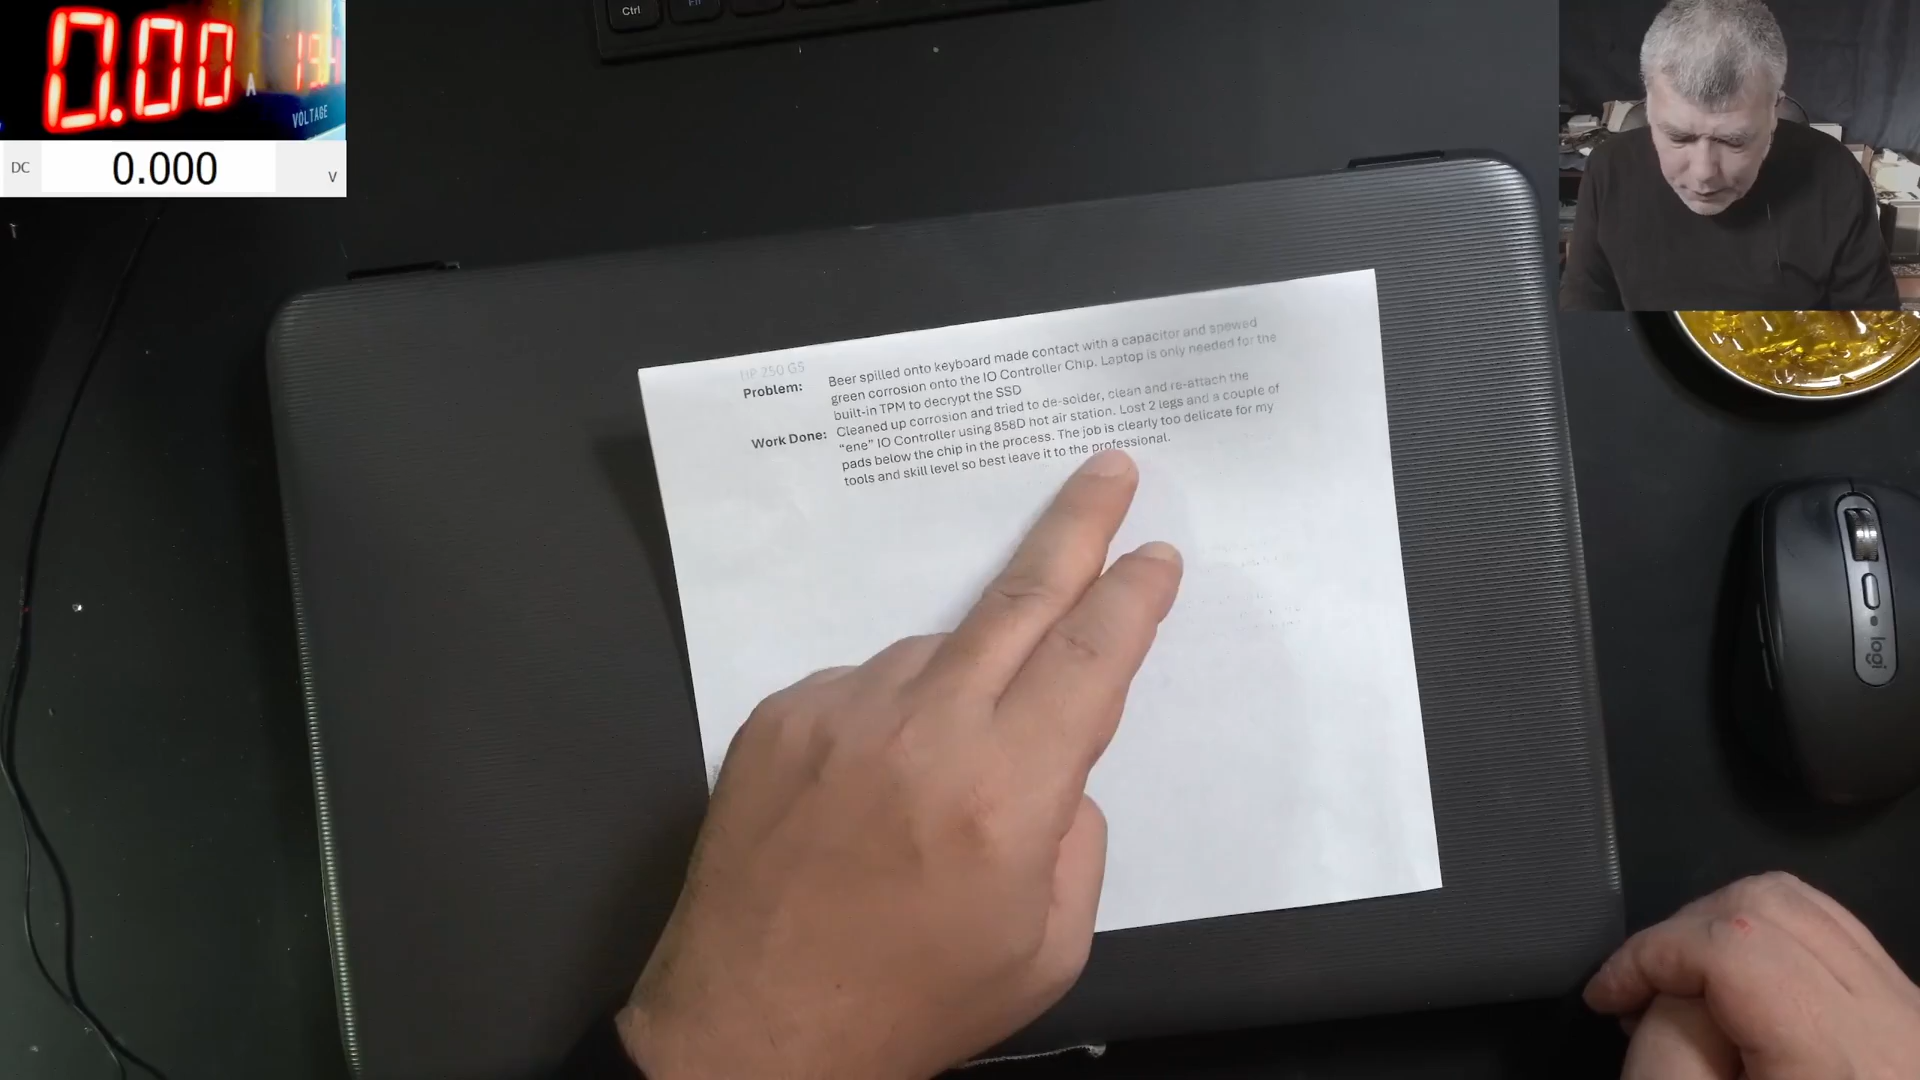 Ctrl
Fn
0.00 A
19.4
VOLTAGE
DC 0.000 V
HP 250 G5
Problem: Beer spilled onto keyboard made contact with a capacitor and spewed
green corrosion onto the IO Controller Chip. Laptop is only needed for the
built-in TPM to decrypt the SSD
Work Done: Cleaned up corrosion and tried to de-solder, clean and re-attach the
"ene" IO Controller using 858D hot air station. Lost 2 legs and a couple of
pads below the chip in the process. The job is clearly too delicate for my
tools and skill level so best leave it to the professional.
logi